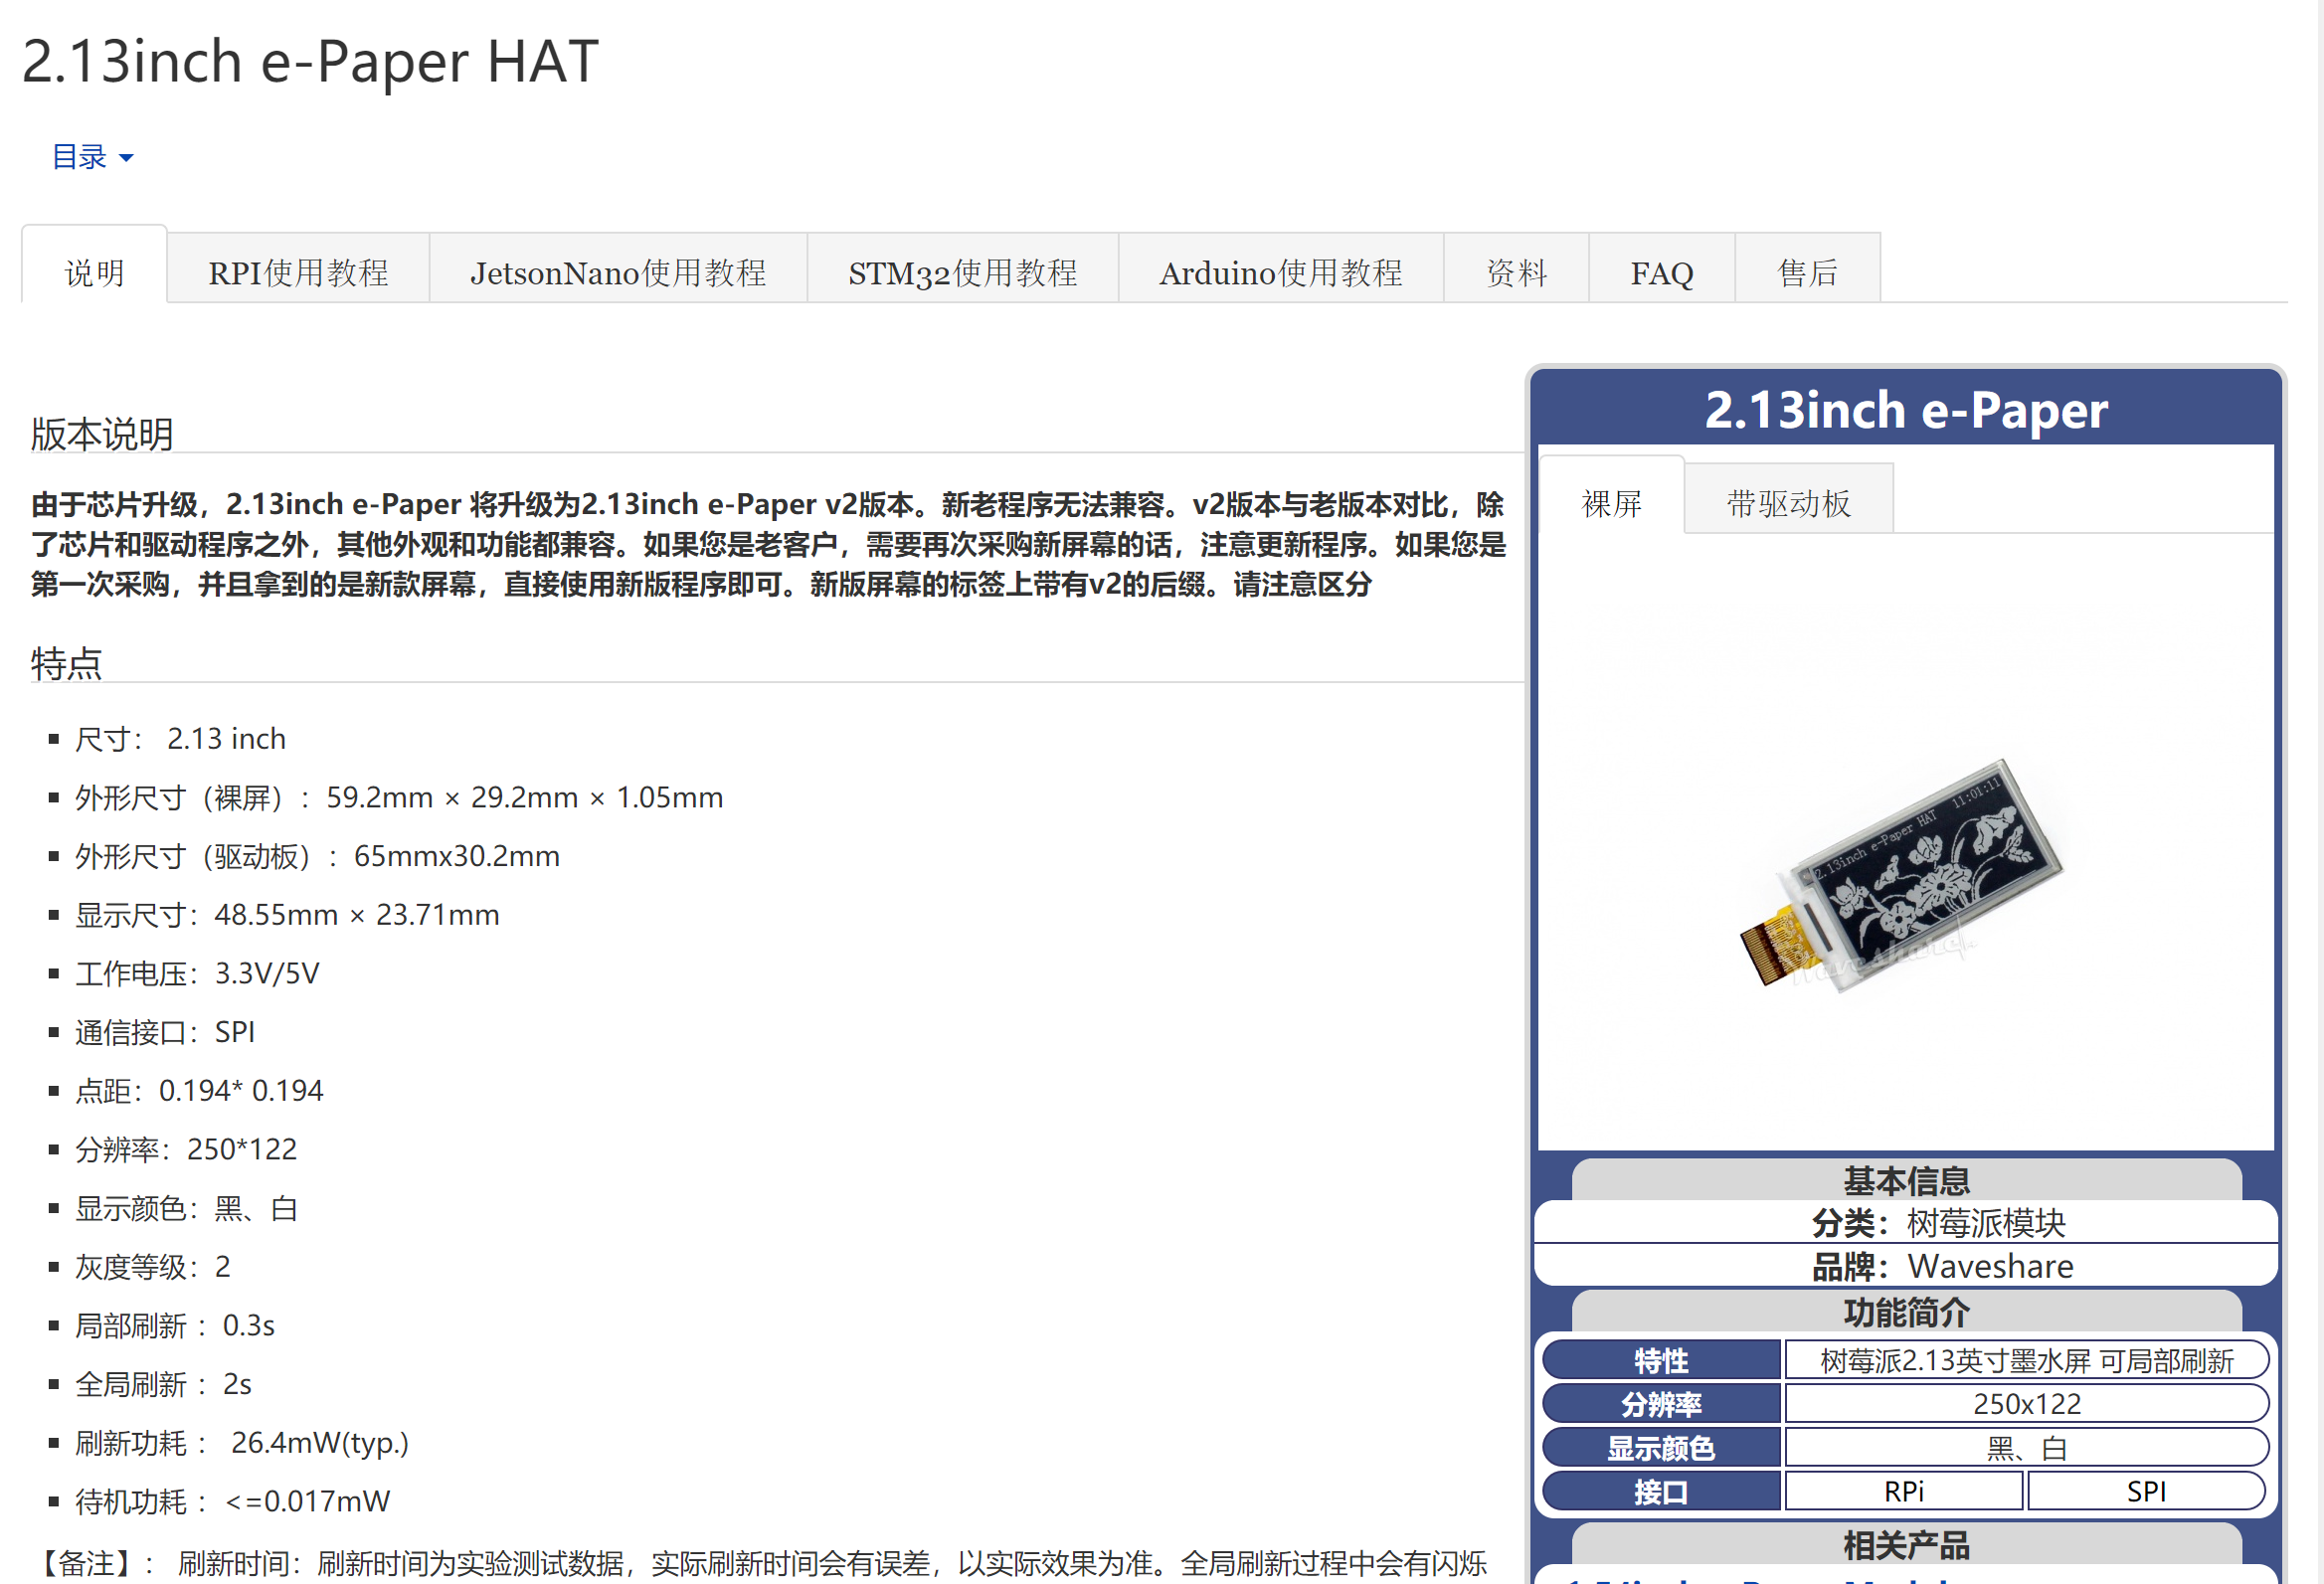 2.13inch e-Paper HAT
目录
说明
RPI使用教程
JetsonNano使用教程
STM32使用教程
Arduino使用教程
资料
FAQ
售后
版本说明
由于芯片升级，2.13inch e-Paper 将升级为2.13inch e-Paper v2版本。新老程序无法兼容。v2版本与老版本对比，除
了芯片和驱动程序之外，其他外观和功能都兼容。如果您是老客户，需要再次采购新屏幕的话，注意更新程序。如果您是
第一次采购，并且拿到的是新款屏幕，直接使用新版程序即可。新版屏幕的标签上带有v2的后缀。请注意区分
特点
尺寸： 2.13 inch
外形尺寸（裸屏）：59.2mm × 29.2mm × 1.05mm
外形尺寸（驱动板）：65mmx30.2mm
显示尺寸：48.55mm × 23.71mm
工作电压：3.3V/5V
通信接口：SPI
点距：0.194* 0.194
分辨率：250*122
显示颜色：黑、白
灰度等级：2
局部刷新 ：0.3s
全局刷新 ：2s
刷新功耗 ： 26.4mW(typ.)
待机功耗 ：<=0.017mW
【备注】： 刷新时间：刷新时间为实验测试数据，实际刷新时间会有误差，以实际效果为准。全局刷新过程中会有闪烁
2.13inch e-Paper
裸屏
带驱动板
2.13inch e-Paper HAT 11:01:11
Waveshare
基本信息
分类：树莓派模块
品牌：Waveshare
功能简介
特性 树莓派2.13英寸墨水屏 可局部刷新
分辨率 250x122
显示颜色 黑、白
接口 RPi SPI
相关产品